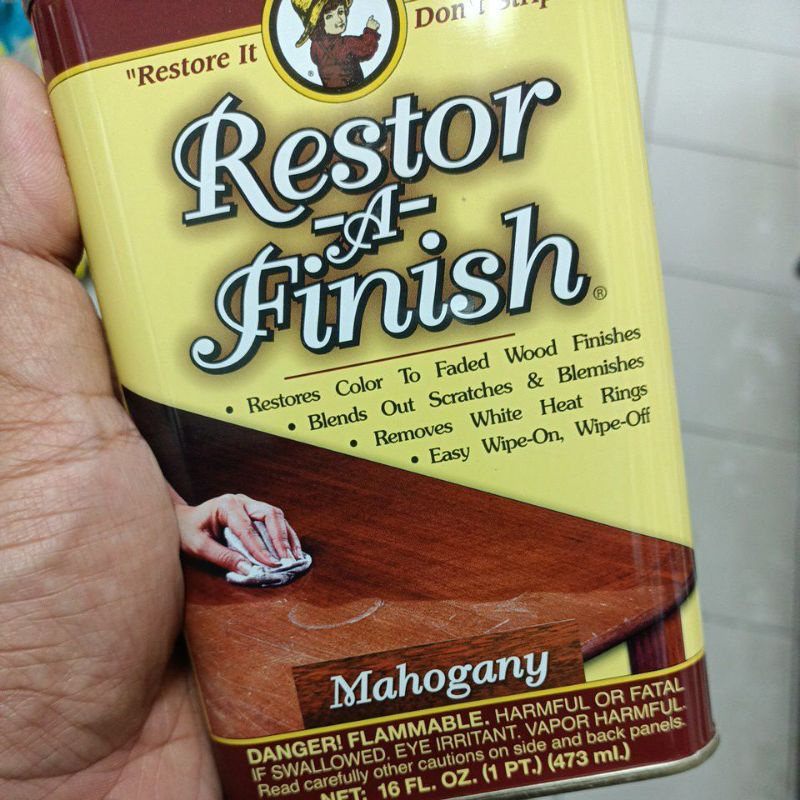 "Restore It
Don't Strip
Restor
-A-
Finish®
• Restores Color To Faded Wood Finishes
• Blends Out Scratches & Blemishes
• Removes White Heat Rings
• Easy Wipe-On, Wipe-Off
Mahogany
DANGER! FLAMMABLE. HARMFUL OR FATAL
IF SWALLOWED. EYE IRRITANT. VAPOR HARMFUL.
Read carefully other cautions on side and back panels.
NET: 16 FL. OZ. (1 PT.) (473 ml.)